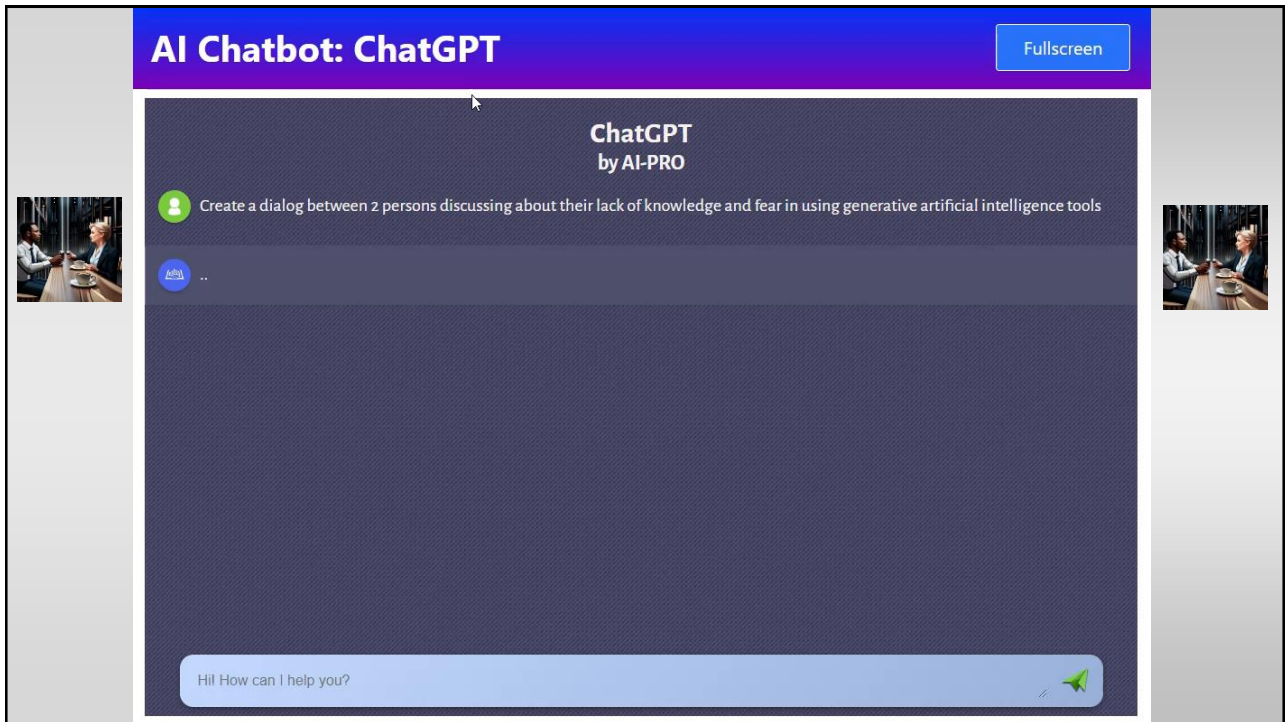 AI Chatbot: ChatGPT
Fullscreen
ChatGPT
by AI-PRO
Create a dialog between 2 persons discussing about their lack of knowledge and fear in using generative artificial intelligence tools
..
Hi! How can I help you?